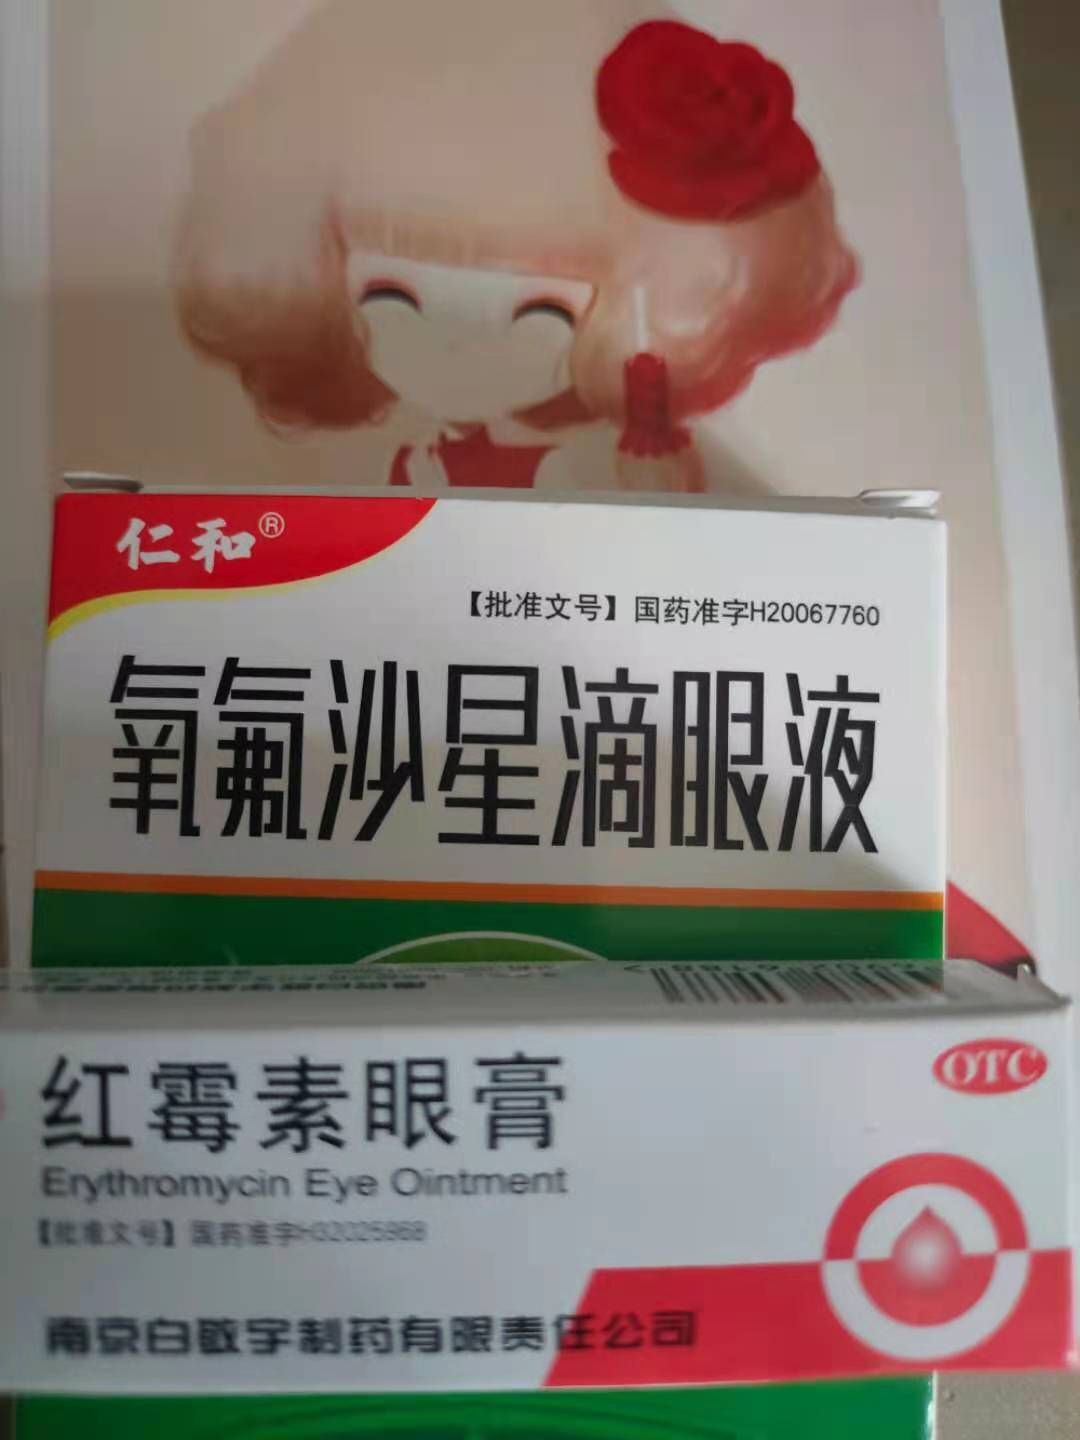 仁和®
【批准文号】国药准字H20067760
氧氟沙星滴眼液
红霉素眼膏
OTC
Erythromycin Eye Ointment
【批准文号】国药准字H32025968
南京白敬宇制药有限责任公司